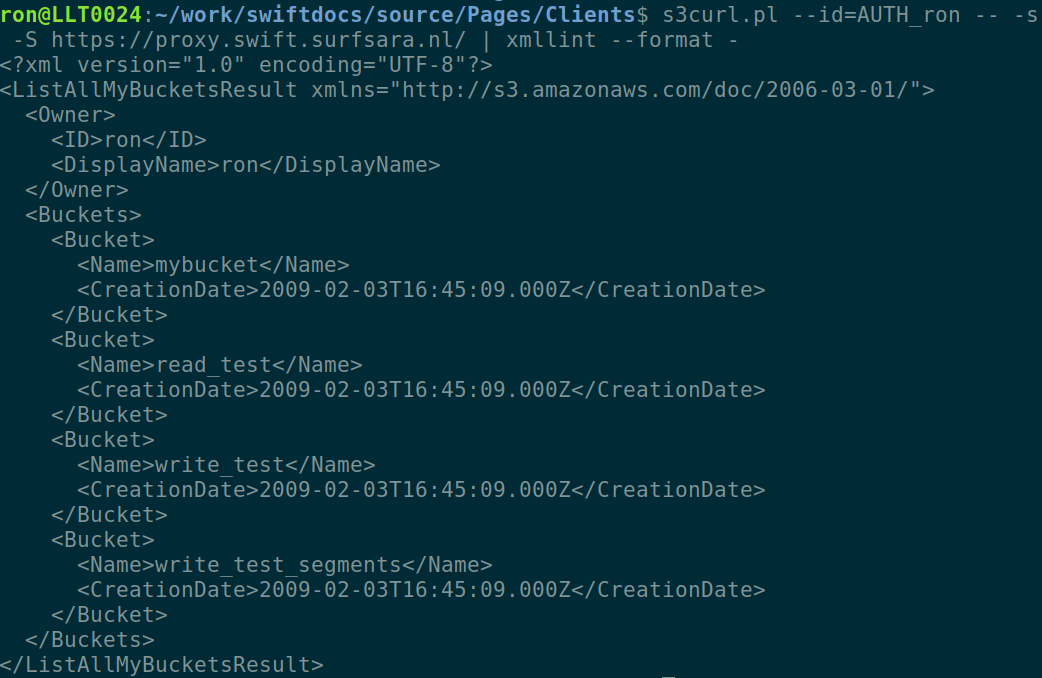 ron@LLT0024:~/work/swiftdocs/source/Pages/Clients$ s3curl.pl --id=AUTH_ron -- -s
 -S https://proxy.swift.surfsara.nl/ | xmllint --format -
<?xml version="1.0" encoding="UTF-8"?>
<ListAllMyBucketsResult xmlns="http://s3.amazonaws.com/doc/2006-03-01/">
  <Owner>
    <ID>ron</ID>
    <DisplayName>ron</DisplayName>
  </Owner>
  <Buckets>
    <Bucket>
      <Name>mybucket</Name>
      <CreationDate>2009-02-03T16:45:09.000Z</CreationDate>
    </Bucket>
    <Bucket>
      <Name>read_test</Name>
      <CreationDate>2009-02-03T16:45:09.000Z</CreationDate>
    </Bucket>
    <Bucket>
      <Name>write_test</Name>
      <CreationDate>2009-02-03T16:45:09.000Z</CreationDate>
    </Bucket>
    <Bucket>
      <Name>write_test_segments</Name>
      <CreationDate>2009-02-03T16:45:09.000Z</CreationDate>
    </Bucket>
  </Buckets>
</ListAllMyBucketsResult>